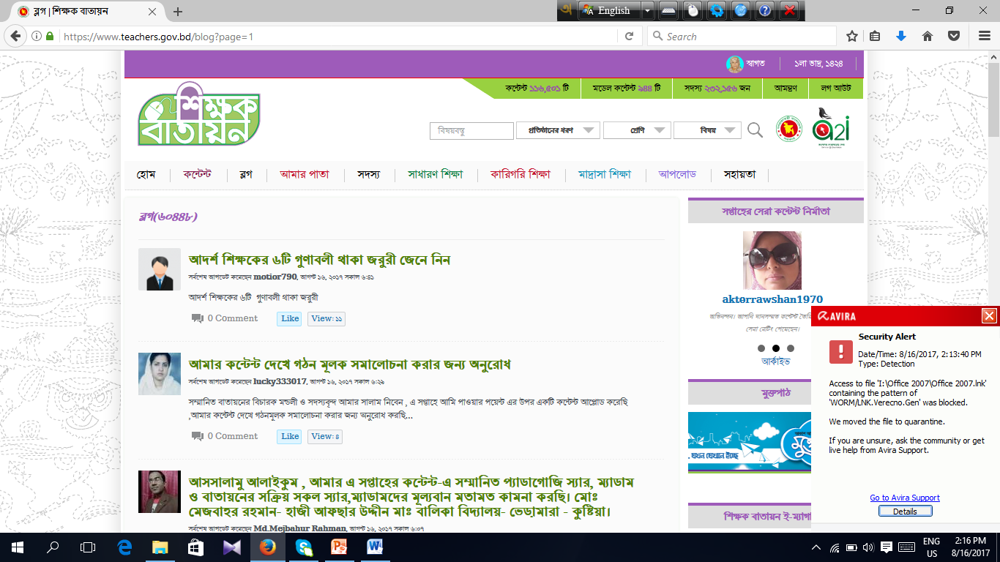 ব্লগ | শিক্ষক বাতায়ন
English
https://www.teachers.gov.bd/blog?page=1
Search
স্বাগত
১লা ভাদ্র, ১৪২৪
কন্টেন্ট ১১৬,৫০১ টি
মডেল কন্টেন্ট ৯৪৪ টি
সদস্য ২৩২,১৫৬ জন
আমন্ত্রণ
লগ আউট
শিক্ষক
বাতায়ন
বিষয়বস্তু
প্রতিষ্ঠানের ধরণ
শ্রেণি
বিষয়
a2i
হোম
কন্টেন্ট
ব্লগ
আমার পাতা
সদস্য
সাধারণ শিক্ষা
কারিগরি শিক্ষা
মাদ্রাসা শিক্ষা
আপলোড
সহায়তা
ব্লগ(৬০৪৪৮)
আদর্শ শিক্ষকের ৬টি গুণাবলী থাকা জরুরী জেনে নিন
সর্বশেষ আপডেট করেছেন motior790, আগস্ট ১৬, ২০১৭ সকাল ৬:৪১
আদর্শ শিক্ষকের ৬টি গুণাবলী থাকা জরুরী
0 Comment
Like
View: ১১
আমার কন্টেন্ট দেখে গঠন মূলক সমালোচনা করার জন্য অনুরোধ
সর্বশেষ আপডেট করেছেন lucky333017, আগস্ট ১৬, ২০১৭ সকাল ৬:২৯
সম্মানিত বাতায়নের বিচারক মন্ডলী ও সদস্যবৃন্দ আমার সালাম নিবেন , এ সপ্তাহে আমি পাওয়ার পয়েন্ট এর উপর একটি কন্টেন্ট আপ্লোড করেছি
,আমার কন্টেন্ট দেখে গঠনমূলক সমালোচনা করার জন্য অনুরোধ করছি...
0 Comment
Like
View: ৪
আসসালামু আলাইকুম , আমার এ সপ্তাহের কন্টেন্ট-এ সম্মানিত প্যাডাগোজি স্যার, ম্যাডাম
ও বাতায়নের সক্রিয় সকল স্যার,ম্যাডামদের মূল্যবান মতামত কামনা করছি। মোঃ
মেজবাহর রহমান- হাজী আফছার উদ্দীন মাঃ বালিকা বিদ্যালয়- ভেড়ামারা - কুষ্টিয়া।
সর্বশেষ আপডেট করেছেন Md.Mejbahur Rahman, আগস্ট ১৬, ২০১৭ সকাল ৬:০৭
সপ্তাহের সেরা কন্টেন্ট নির্মাতা
akterrawshan1970
অভিনন্দন। আপনি মানসম্মত কন্টেন্ট তৈরি
সেরা রেটিং পেয়েছেন।
আর্কাইভ
মুক্তপাঠ
শিক্ষক বাতায়ন ই-ম্যাগা
AVIRA
Security Alert
Date/Time: 8/16/2017, 2:13:40 PM
Type: Detection
Access to file 'I:\Office 2007\Office 2007.lnk'
containing the pattern of
'WORM/LNK.Verecno.Gen' was blocked.
We moved the file to quarantine.
If you are unsure, ask the community or get
live help from Avira Support.
Go to Avira Support
Details
ENG
US
2:16 PM
8/16/2017